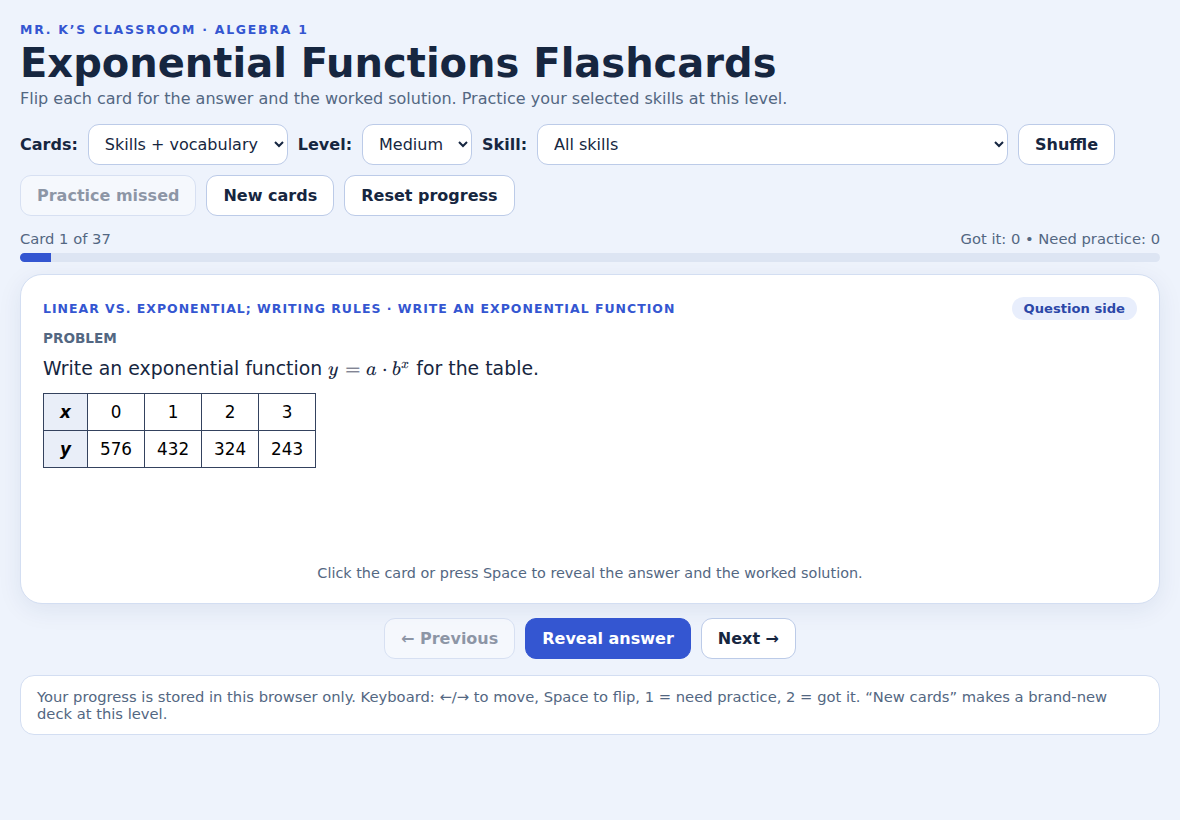 MR. K’S CLASSROOM · ALGEBRA 1
Exponential Functions Flashcards
Flip each card for the answer and the worked solution. Practice your selected skills at this level.
Cards: Skills + vocabulary Level: Medium Skill: All skills Shuffle
Practice missed New cards Reset progress
Card 1 of 37 Got it: 0 • Need practice: 0
LINEAR VS. EXPONENTIAL; WRITING RULES · WRITE AN EXPONENTIAL FUNCTION Question side
PROBLEM
Write an exponential function y = a · b^x for the table.
x 0 1 2 3
y 576 432 324 243
Click the card or press Space to reveal the answer and the worked solution.
← Previous Reveal answer Next →
Your progress is stored in this browser only. Keyboard: ←/→ to move, Space to flip, 1 = need practice, 2 = got it. “New cards” makes a brand-new
deck at this level.